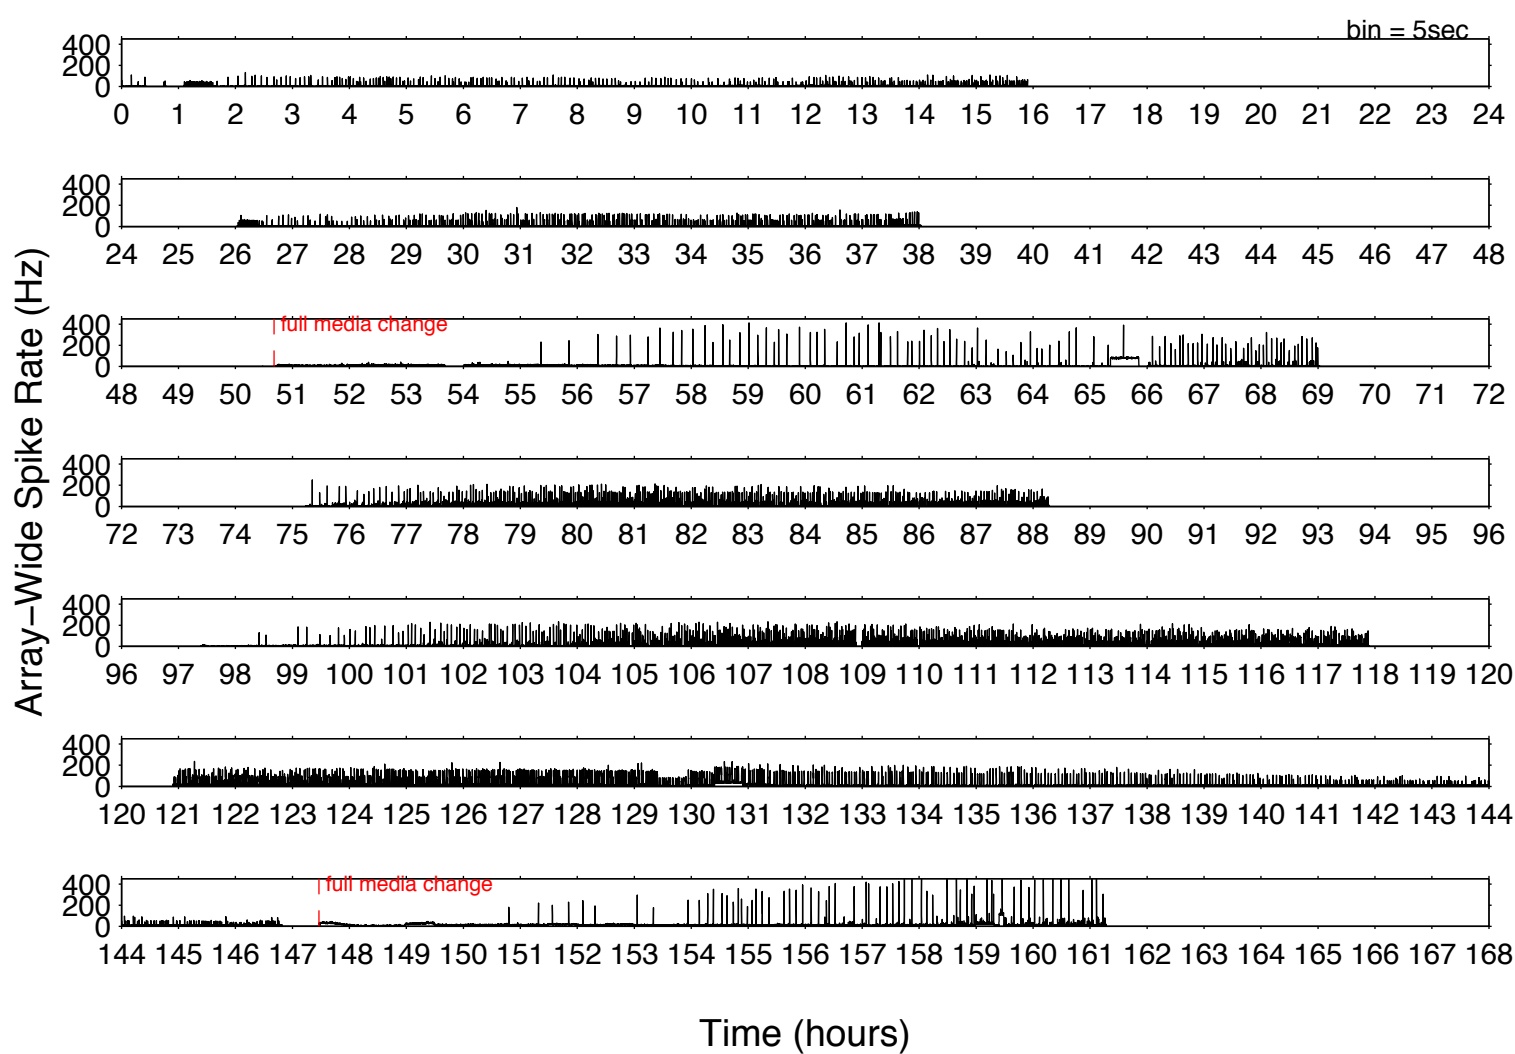 bin = 5sec
400
200
0
0 1 2 3 4 5 6 7 8 9 10 11 12 13 14 15 16 17 18 19 20 21 22 23 24
400
200
0
24 25 26 27 28 29 30 31 32 33 34 35 36 37 38 39 40 41 42 43 44 45 46 47 48
Array−Wide Spike Rate (Hz)
full media change
400
200
0
48 49 50 51 52 53 54 55 56 57 58 59 60 61 62 63 64 65 66 67 68 69 70 71 72
400
200
0
72 73 74 75 76 77 78 79 80 81 82 83 84 85 86 87 88 89 90 91 92 93 94 95 96
400
200
0
96 97 98 99 100 101 102 103 104 105 106 107 108 109 110 111 112 113 114 115 116 117 118 119 120
400
200
0
120 121 122 123 124 125 126 127 128 129 130 131 132 133 134 135 136 137 138 139 140 141 142 143 144
full media change
400
200
0
144 145 146 147 148 149 150 151 152 153 154 155 156 157 158 159 160 161 162 163 164 165 166 167 168
Time (hours)